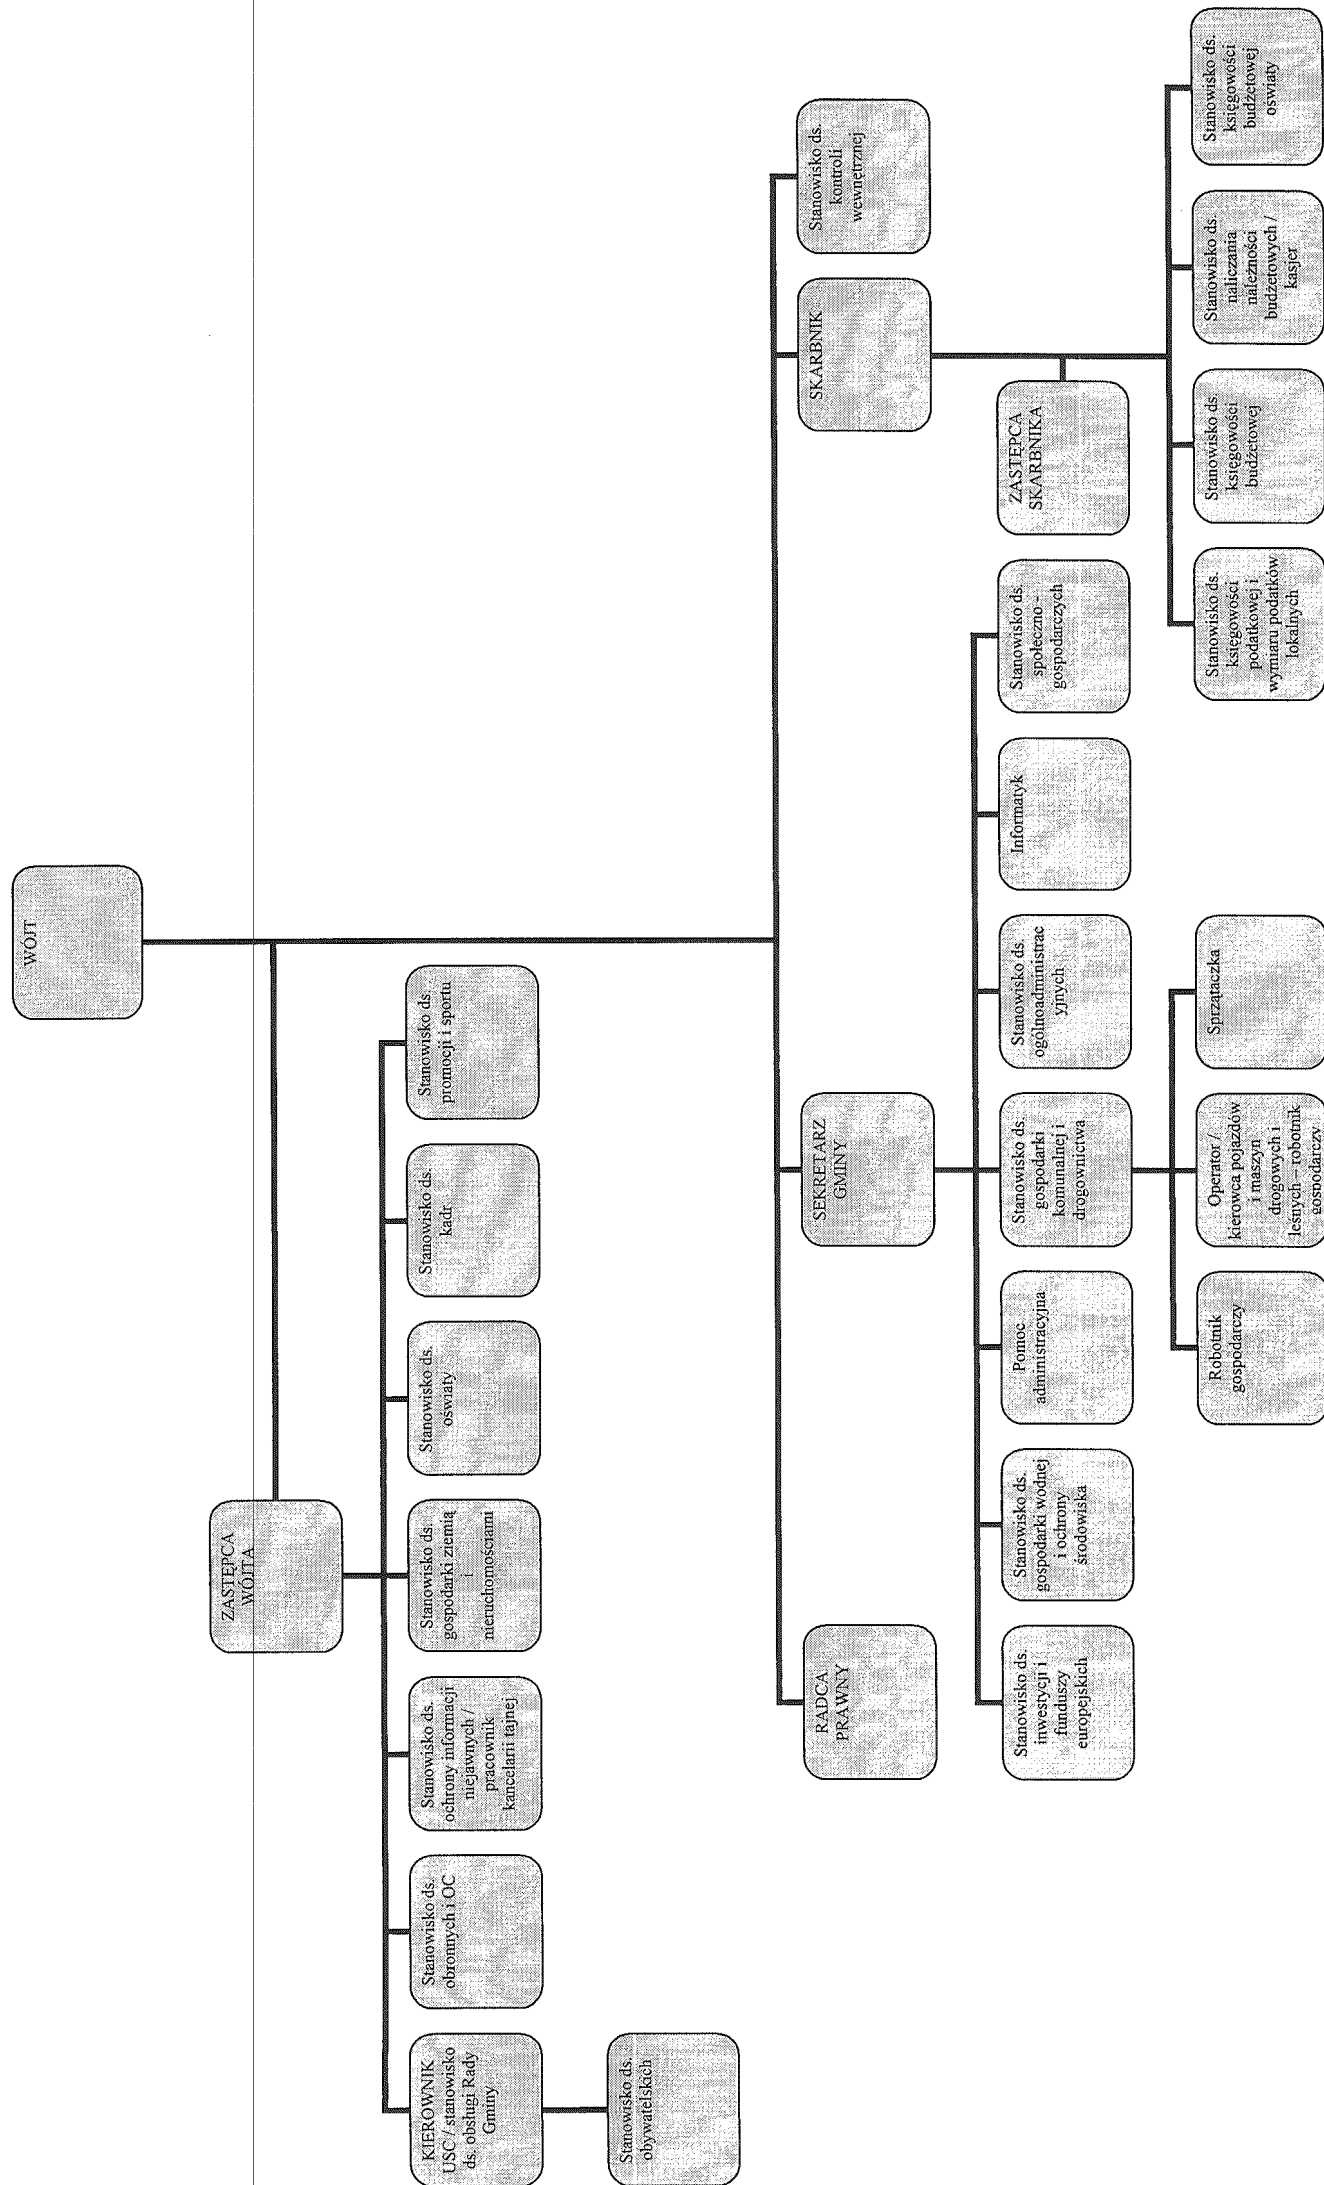 WÓJT
ZASTĘPCA
WÓJTA
KIEROWNIK
USC / stanowisko
ds. obsługi Rady
Gminy
Stanowisko ds.
obronnych i OC
Stanowisko ds.
ochrony informacji
niejawnych /
pracownik
kancelarii tajnej
Stanowisko ds.
gospodarki ziemią
i
nieruchomościami
Stanowisko ds.
oświaty
Stanowisko ds.
kadr
Stanowisko ds.
promocji i sportu
Stanowisko ds.
obywatelskich
RADCA
PRAWNY
SEKRETARZ
GMINY
SKARBNIK
Stanowisko ds.
kontroli
wewnętrznej
Stanowisko ds.
inwestycji i
funduszy
europejskich
Stanowisko ds.
gospodarki wodnej
i ochrony
środowiska
Pomoc
administracyjna
Stanowisko ds.
gospodarki
komunalnej i
drogownictwa
Stanowisko ds.
ogólnoadministrac
yjnych
Informatyk
Stanowisko ds.
społeczno -
gospodarczych
ZASTĘPCA
SKARBNIKA
Robotnik
gospodarczy
Operator /
kierowca pojazdów
i maszyn
drogowych i
leśnych – robotnik
gospodarczy
Sprzątaczka
Stanowisko ds.
księgowości
podatkowej i
wymiaru podatków
lokalnych
Stanowisko ds.
księgowości
budżetowej
Stanowisko ds.
naliczania
należności
budżetowych /
kasjer
Stanowisko ds.
księgowości
budżetowej
oświaty